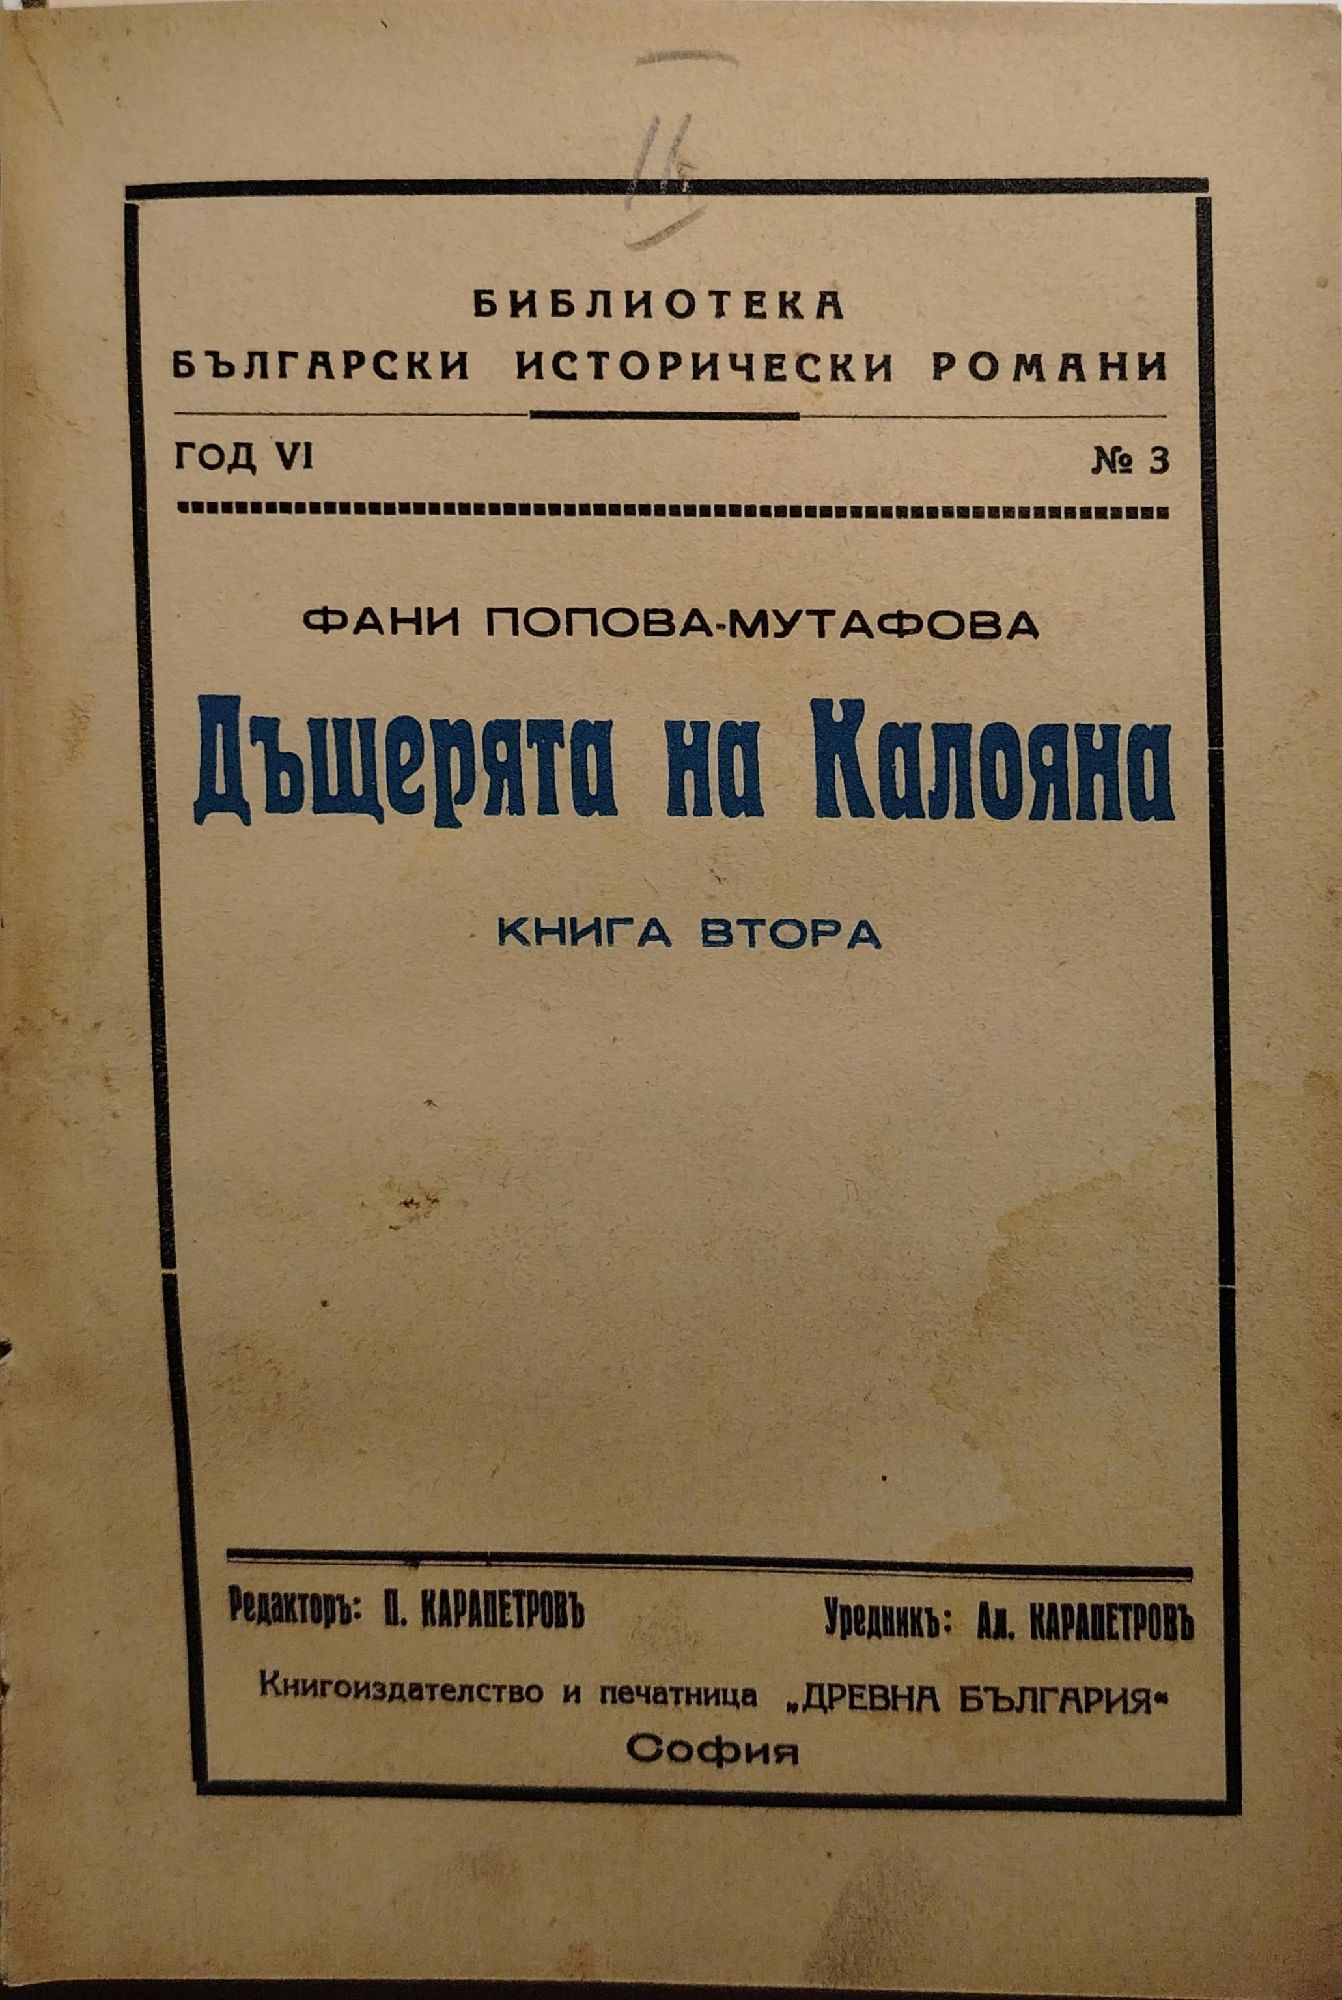 II
БИБЛИОТЕКА
БЪЛГАРСКИ ИСТОРИЧЕСКИ РОМАНИ
ГОД VI № 3
ФАНИ ПОПОВА-МУТАФОВА
Дъщерята на Калояна
КНИГА ВТОРА
Редакторъ: П. КАРАПЕТРОВЪ Уредникъ: Ал. КАРАПЕТРОВЪ
Книгоиздателство и печатница „ДРЕВНА БЪЛГАРИЯ“
София